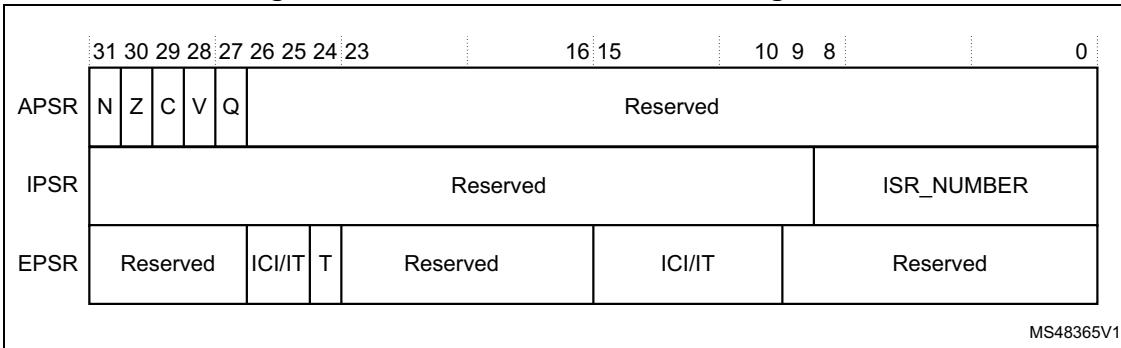 31 30 29 28 27 26 25 24 23 16 15 10 9 8 0
APSR N Z C V Q Reserved
IPSR Reserved ISR_NUMBER
EPSR Reserved ICI/IT T Reserved ICI/IT Reserved
MS48365V1